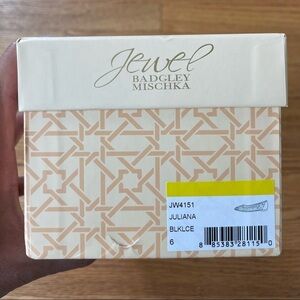 Jewel
BADGLEY
MISCHKA
JW4151
JULIANA
BLKLCE
6
8 85383 28115 0